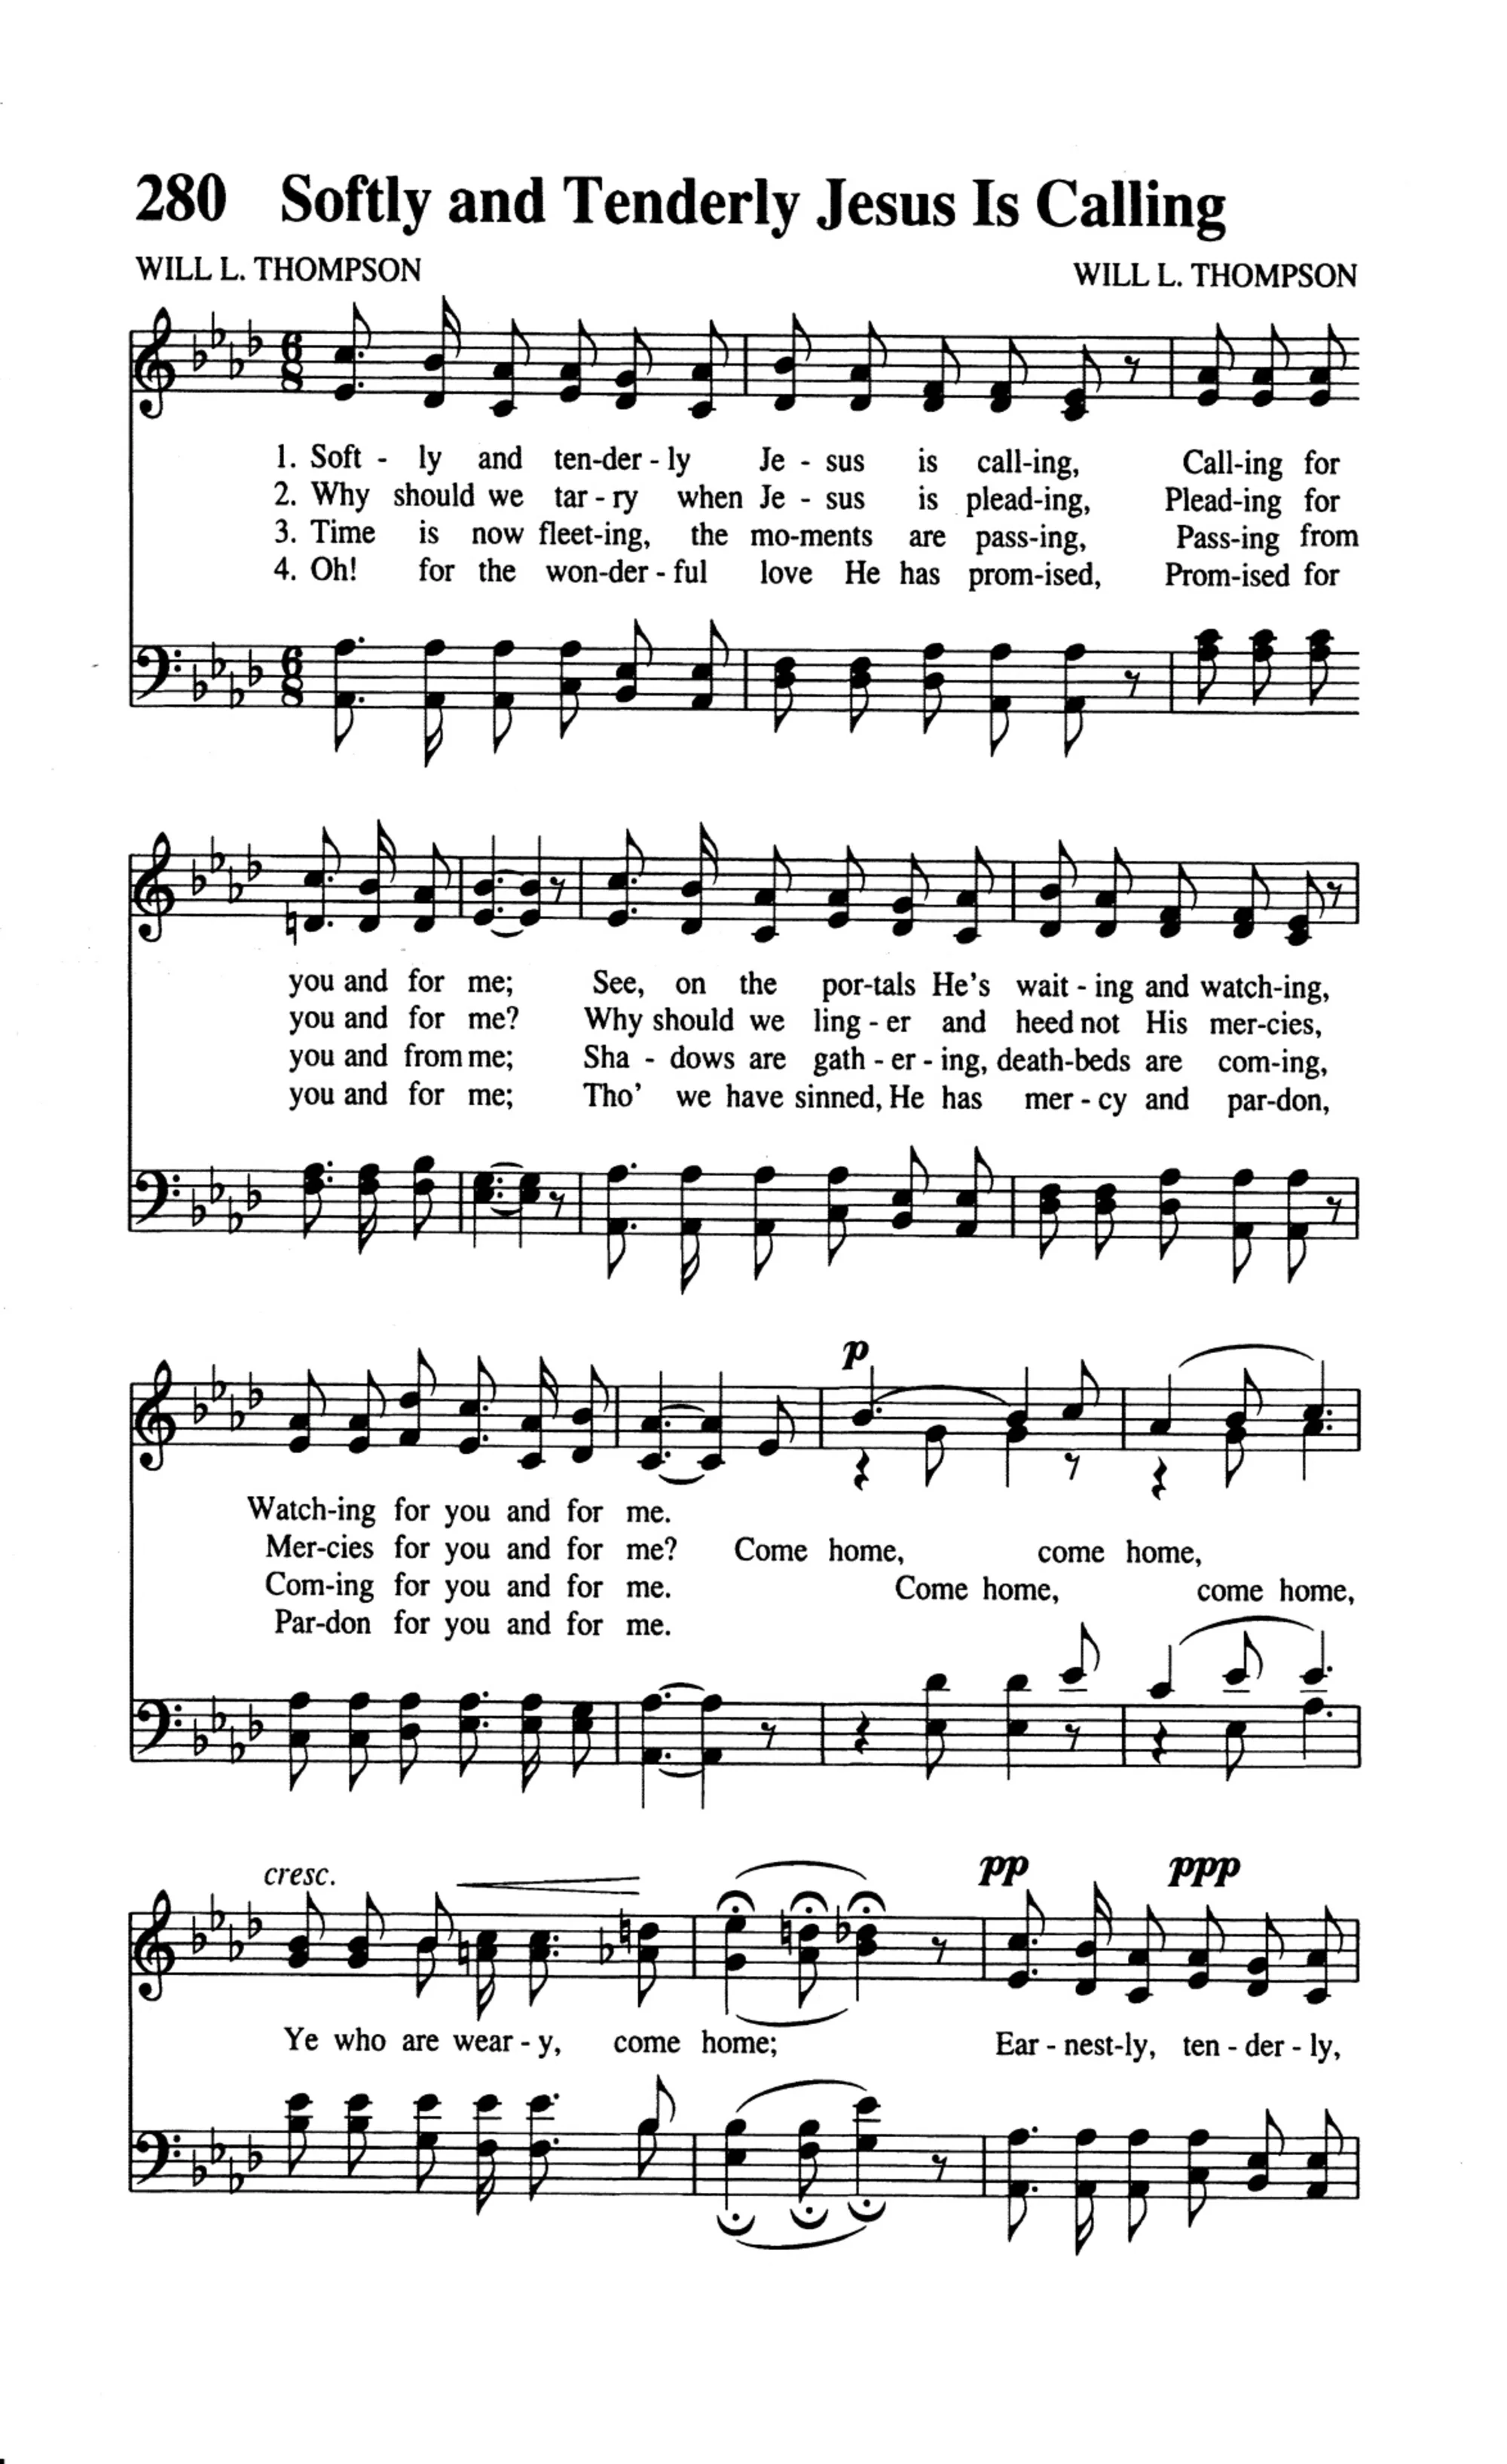 280 Softly and Tenderly Jesus Is Calling
WILL L. THOMPSON WILL L. THOMPSON
1. Soft - ly and ten-der - ly Je - sus is call-ing, Call-ing for
2. Why should we tar - ry when Je - sus is plead-ing, Plead-ing for
3. Time is now fleet-ing, the mo-ments are pass-ing, Pass-ing from
4. Oh! for the won-der - ful love He has prom-ised, Prom-ised for
you and for me; See, on the por-tals He's wait - ing and watch-ing,
you and for me? Why should we ling - er and heed not His mer-cies,
you and from me; Sha - dows are gath - er - ing, death-beds are com-ing,
you and for me; Tho' we have sinned, He has mer - cy and par-don,
p
Watch-ing for you and for me.
Mer-cies for you and for me? Come home, come home,
Com-ing for you and for me. Come home, come home,
Par-don for you and for me.
cresc. pp ppp
Ye who are wear - y, come home; Ear - nest-ly, ten - der - ly,